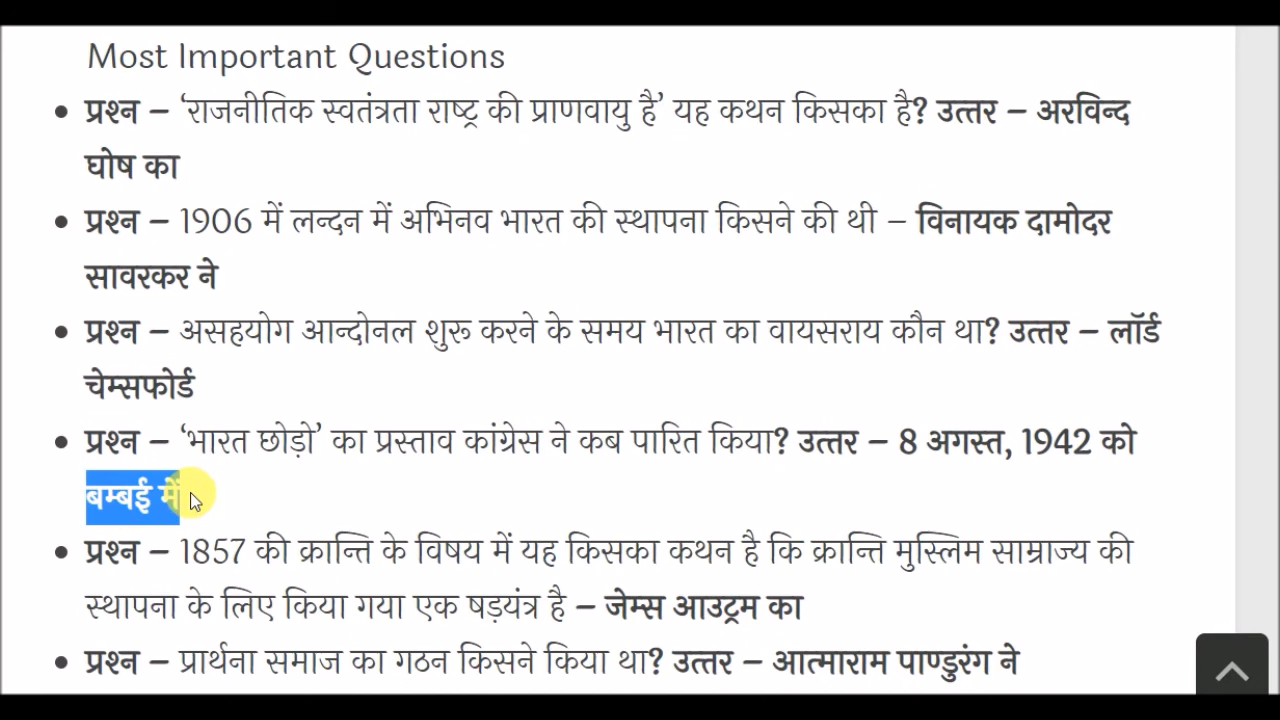 Most Important Questions
• प्रश्न – ‘राजनीतिक स्वतंत्रता राष्ट्र की प्राणवायु है’ यह कथन किसका है? उत्तर – अरविन्द
घोष का
• प्रश्न – 1906 में लन्दन में अभिनव भारत की स्थापना किसने की थी – विनायक दामोदर
सावरकर ने
• प्रश्न – असहयोग आन्दोनल शुरू करने के समय भारत का वायसराय कौन था? उत्तर – लॉर्ड
चेम्सफोर्ड
• प्रश्न – ‘भारत छोड़ो’ का प्रस्ताव कांग्रेस ने कब पारित किया? उत्तर – 8 अगस्त, 1942 को
बम्बई में
• प्रश्न – 1857 की क्रान्ति के विषय में यह किसका कथन है कि क्रान्ति मुस्लिम साम्राज्य की
स्थापना के लिए किया गया एक षड़यंत्र है – जेम्स आउट्रम का
• प्रश्न – प्रार्थना समाज का गठन किसने किया था? उत्तर – आत्माराम पाण्डुरंग ने